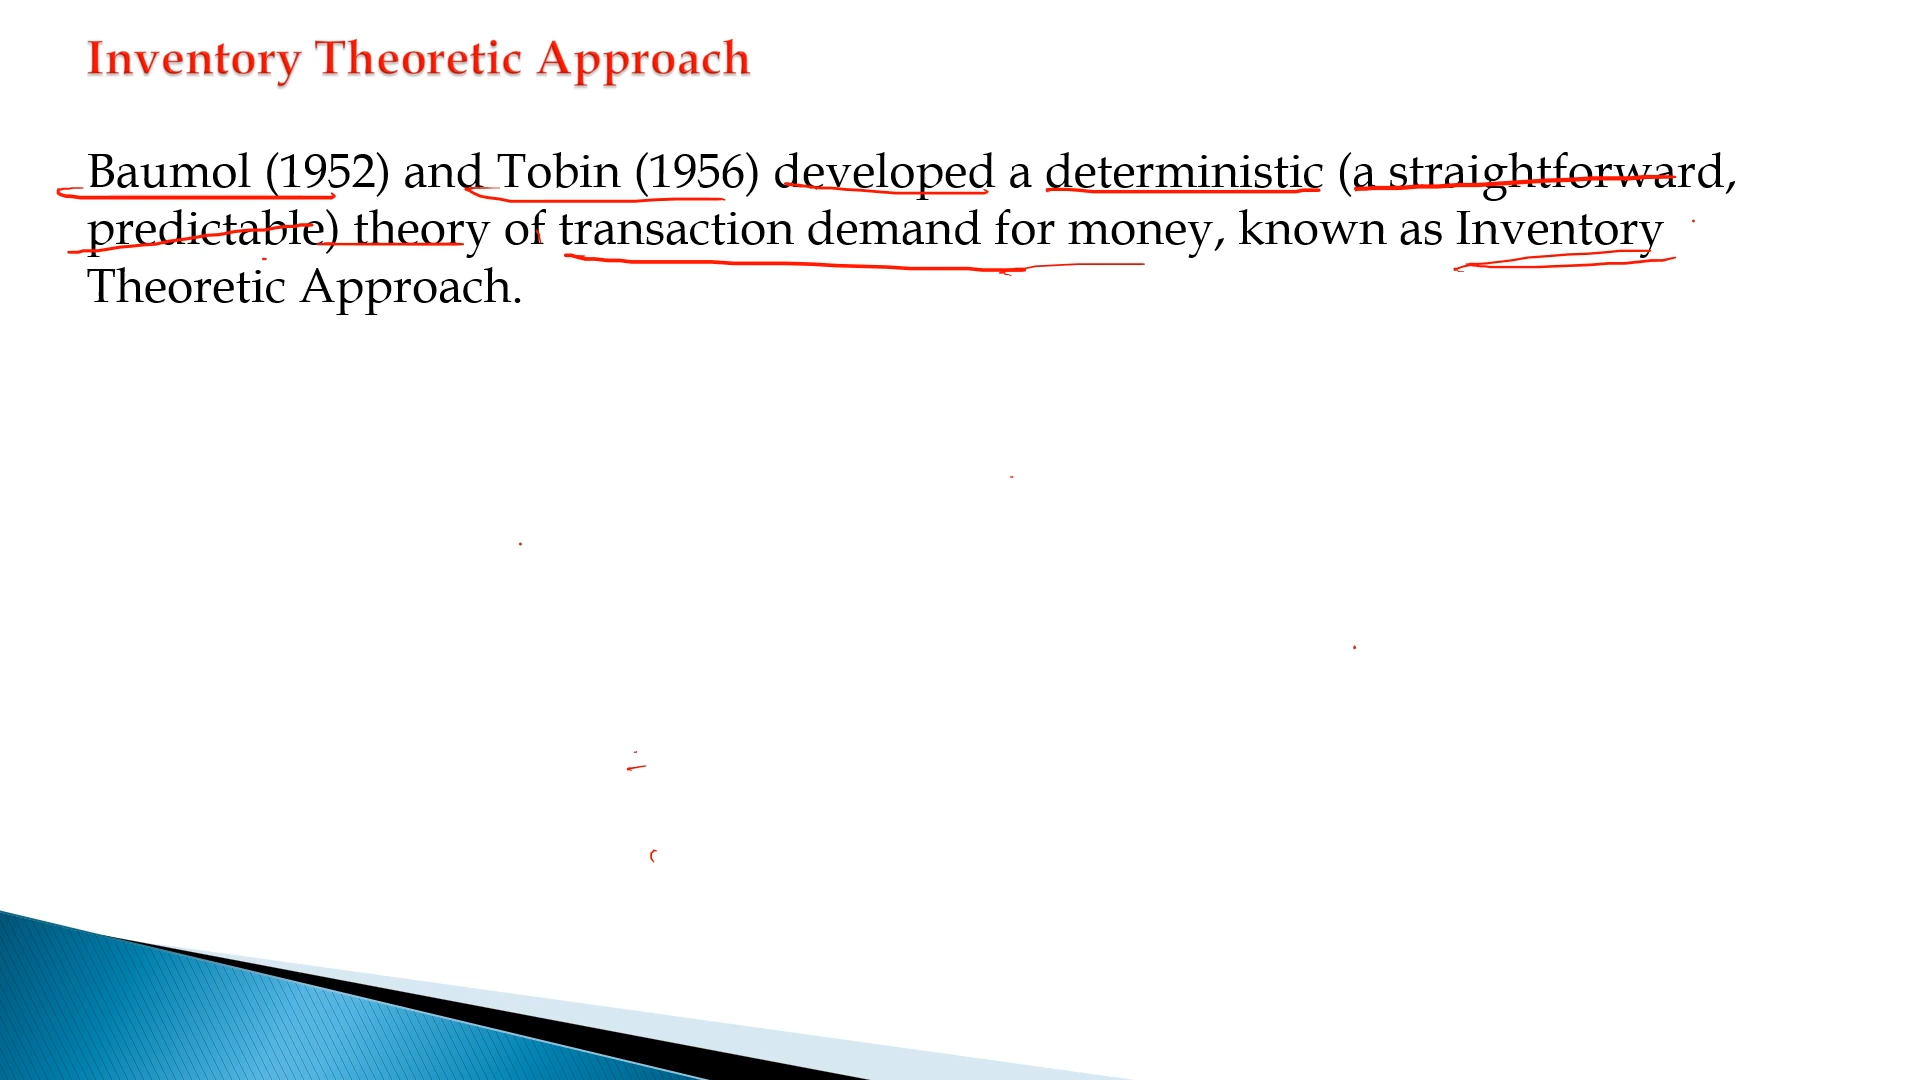 Inventory Theoretic Approach
Baumol (1952) and Tobin (1956) developed a deterministic (a straightforward,
predictable) theory of transaction demand for money, known as Inventory
Theoretic Approach.